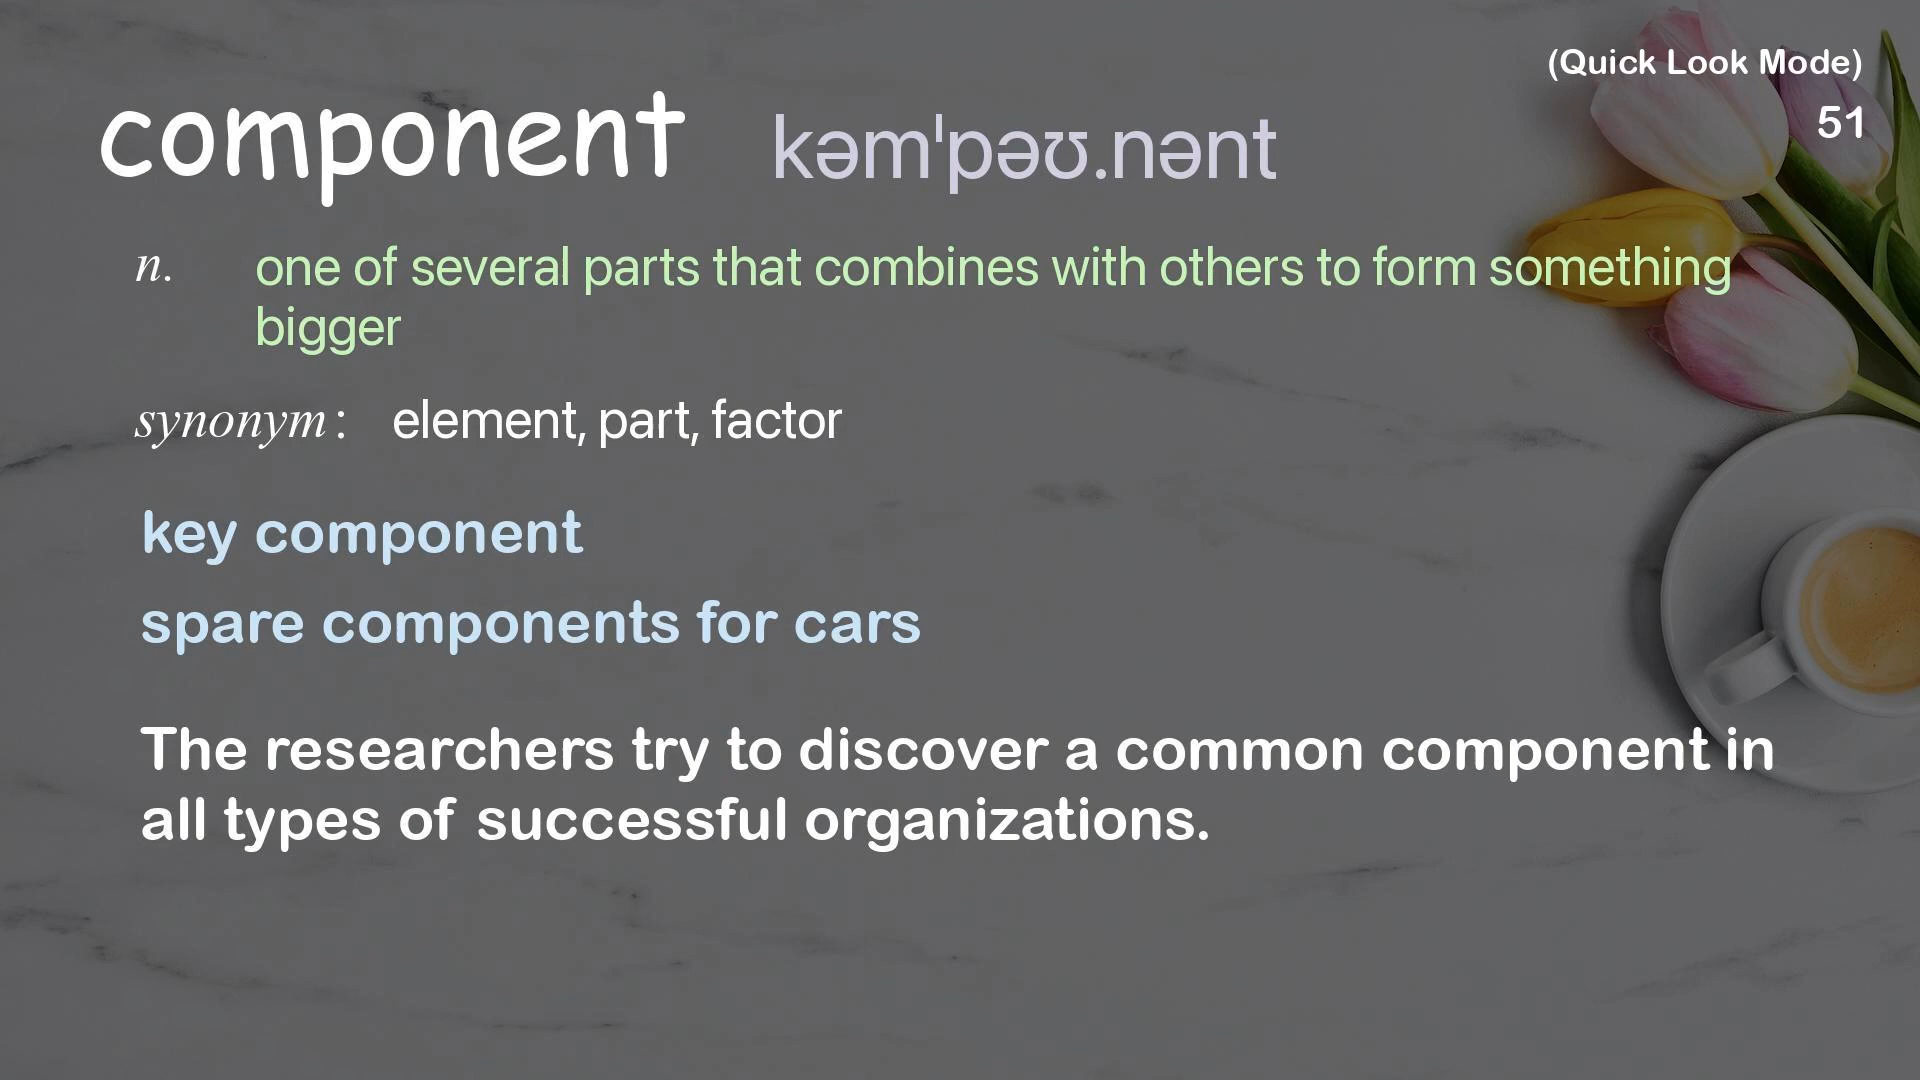 (Quick Look Mode)
51
component kəmˈpəʊ.nənt
n. one of several parts that combines with others to form something
bigger
synonym: element, part, factor
key component
spare components for cars
The researchers try to discover a common component in
all types of successful organizations.